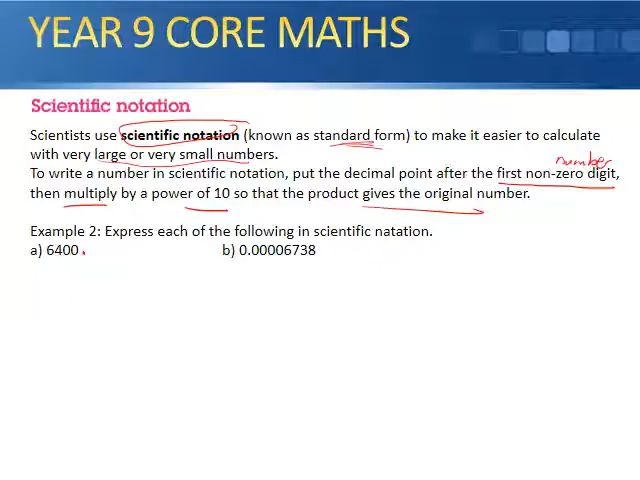 YEAR 9 CORE MATHS
Scientific notation
Scientists use scientific notation (known as standard form) to make it easier to calculate
with very large or very small numbers.
number
To write a number in scientific notation, put the decimal point after the first non-zero digit,
then multiply by a power of 10 so that the product gives the original number.
Example 2: Express each of the following in scientific natation.
a) 6400 . b) 0.00006738